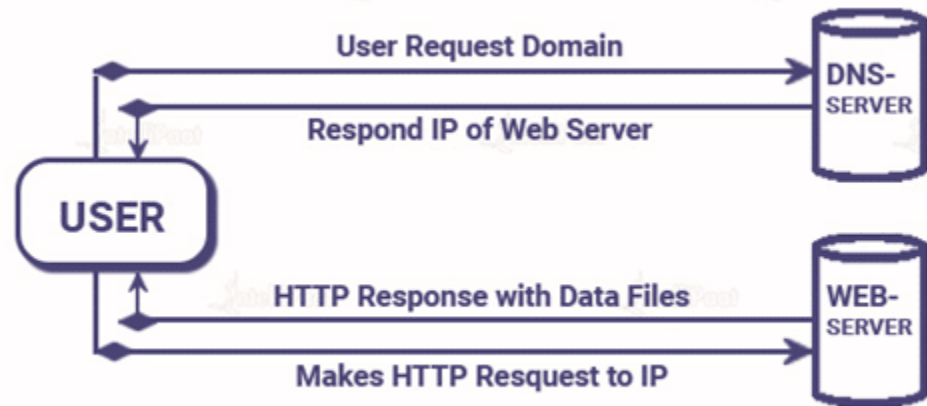 User Request Domain
DNS-
SERVER
Respond IP of Web Server
USER
HTTP Response with Data Files
WEB-
SERVER
Makes HTTP Resquest to IP